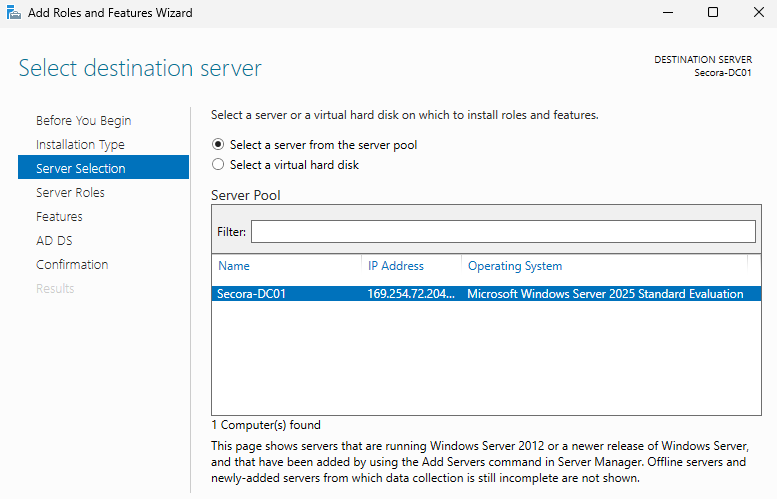 Add Roles and Features Wizard
Select destination server
DESTINATION SERVER
Secora-DC01
Before You Begin
Installation Type
Server Selection
Server Roles
Features
AD DS
Confirmation
Results
Select a server or a virtual hard disk on which to install roles and features.
Select a server from the server pool
Select a virtual hard disk
Server Pool
Filter:
Name IP Address Operating System
Secora-DC01 169.254.72.204... Microsoft Windows Server 2025 Standard Evaluation
1 Computer(s) found
This page shows servers that are running Windows Server 2012 or a newer release of Windows Server,
and that have been added by using the Add Servers command in Server Manager. Offline servers and
newly-added servers from which data collection is still incomplete are not shown.